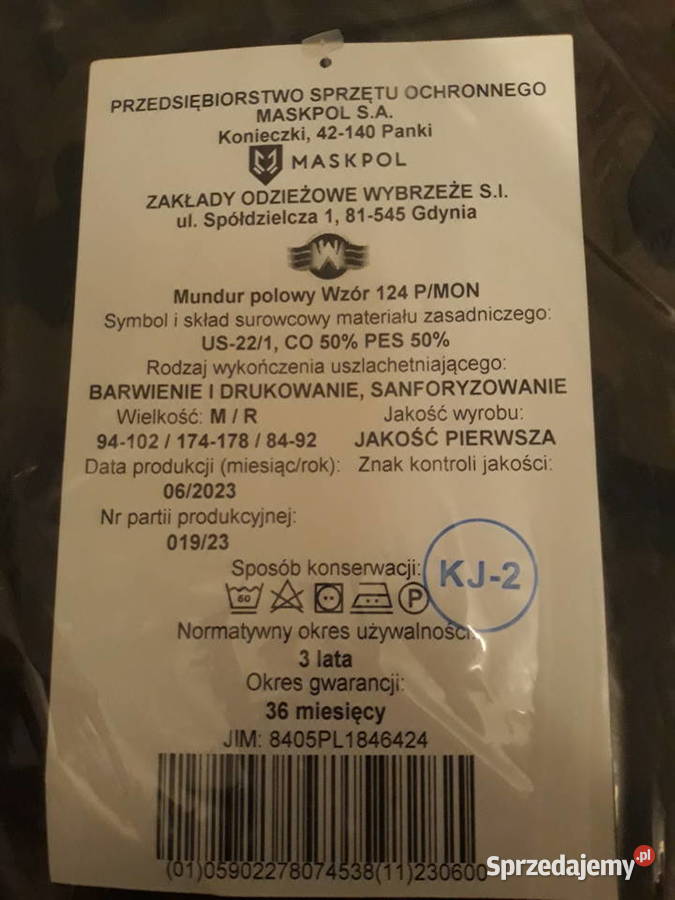 PRZEDSIĘBIORSTWO SPRZĘTU OCHRONNEGO
MASKPOL S.A.
Konieczki, 42-140 Panki
MASKPOL
ZAKŁADY ODZIEŻOWE WYBRZEŻE S.I.
ul. Spółdzielcza 1, 81-545 Gdynia
W
Mundur polowy Wzór 124 P/MON
Symbol i skład surowcowy materiału zasadniczego:
US-22/1, CO 50% PES 50%
Rodzaj wykończenia uszlachetniającego:
BARWIENIE I DRUKOWANIE, SANFORYZOWANIE
Wielkość: M / R Jakość wyrobu:
94-102 / 174-178 / 84-92 JAKOŚĆ PIERWSZA
Data produkcji (miesiąc/rok): Znak kontroli jakości:
06/2023
Nr partii produkcyjnej:
019/23
KJ-2
Sposób konserwacji:
60 P
Normatywny okres używalności:
3 lata
Okres gwarancji:
36 miesięcy
JIM: 8405PL1846424
(01)05902278074538(11)230600
Sprzedajemy.pl